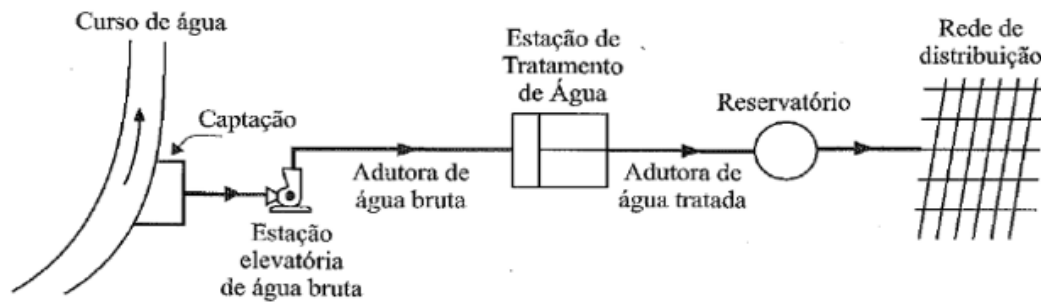 Curso de água
Captação
Estação
elevatória
de água bruta
Adutora de
água bruta
Estação de
Tratamento
de Água
Adutora de
água tratada
Reservatório
Rede de
distribuição